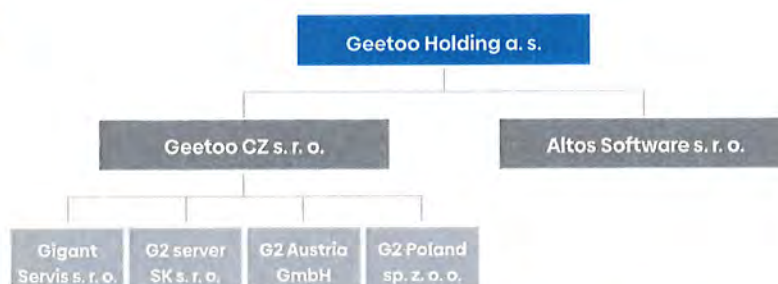 Geetoo Holding a. s.
Geetoo CZ s. r. o.
Altos Software s. r. o.
Gigant
Servis s. r. o.
G2 server
SK s. r. o.
G2 Austria
GmbH
G2 Poland
sp. z. o. o.